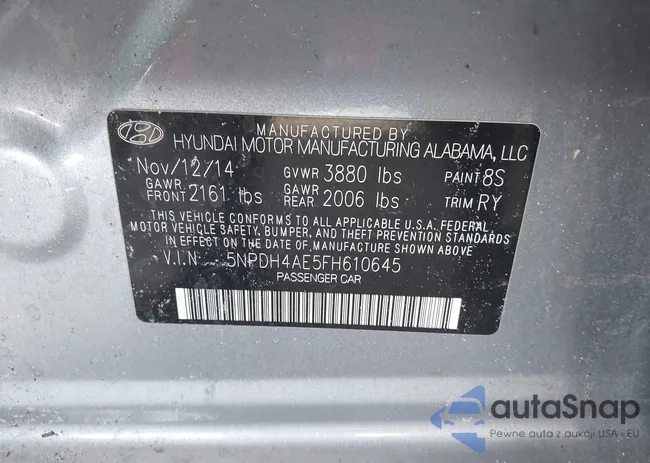 MANUFACTURED BY
HYUNDAI MOTOR MANUFACTURING ALABAMA, LLC
Nov/12/14 GVWR 3880 lbs PAINT 8S
GAWR FRONT 2161 lbs GAWR REAR 2006 lbs TRIM RY
THIS VEHICLE CONFORMS TO ALL APPLICABLE U.S.A. FEDERAL
MOTOR VEHICLE SAFETY, BUMPER, AND THEFT PREVENTION STANDARDS
IN EFFECT ON THE DATE OF MANUFACTURE SHOWN ABOVE.
V.I.N 5NPDH4AE5FH610645
PASSENGER CAR
autaSnap
Pewne auta z aukcji USA i EU